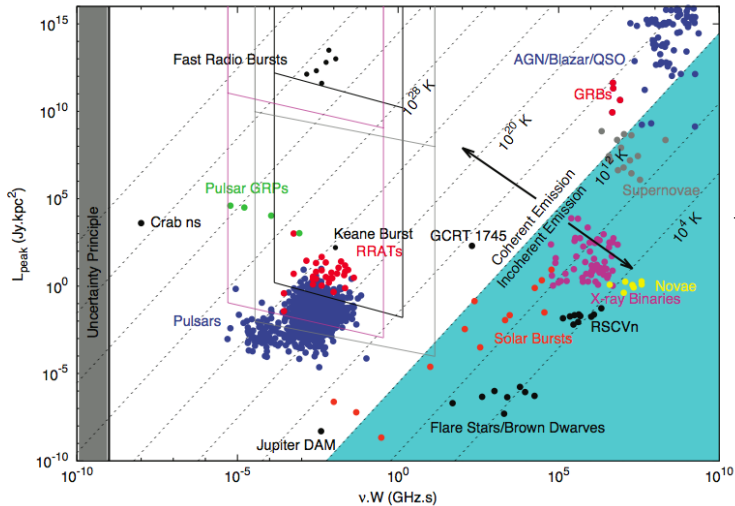 10^15
10^10
10^5
10^0
10^-5
10^-10
L_peak (Jy.kpc^2)
Uncertainty Principle
Fast Radio Bursts
AGN/Blazar/QSO
GRBs
10^28 K
10^20 K
10^12 K
10^4 K
Coherent Emission
Incoherent Emission
Supernovae
Pulsar GRPs
Crab ns
Keane Burst
RRATs
GCRT 1745
Novae
X-ray Binaries
Pulsars
RSCVn
Solar Bursts
Flare Stars/Brown Dwarves
Jupiter DAM
10^-10
10^-5
10^0
10^5
10^10
ν.W (GHz.s)